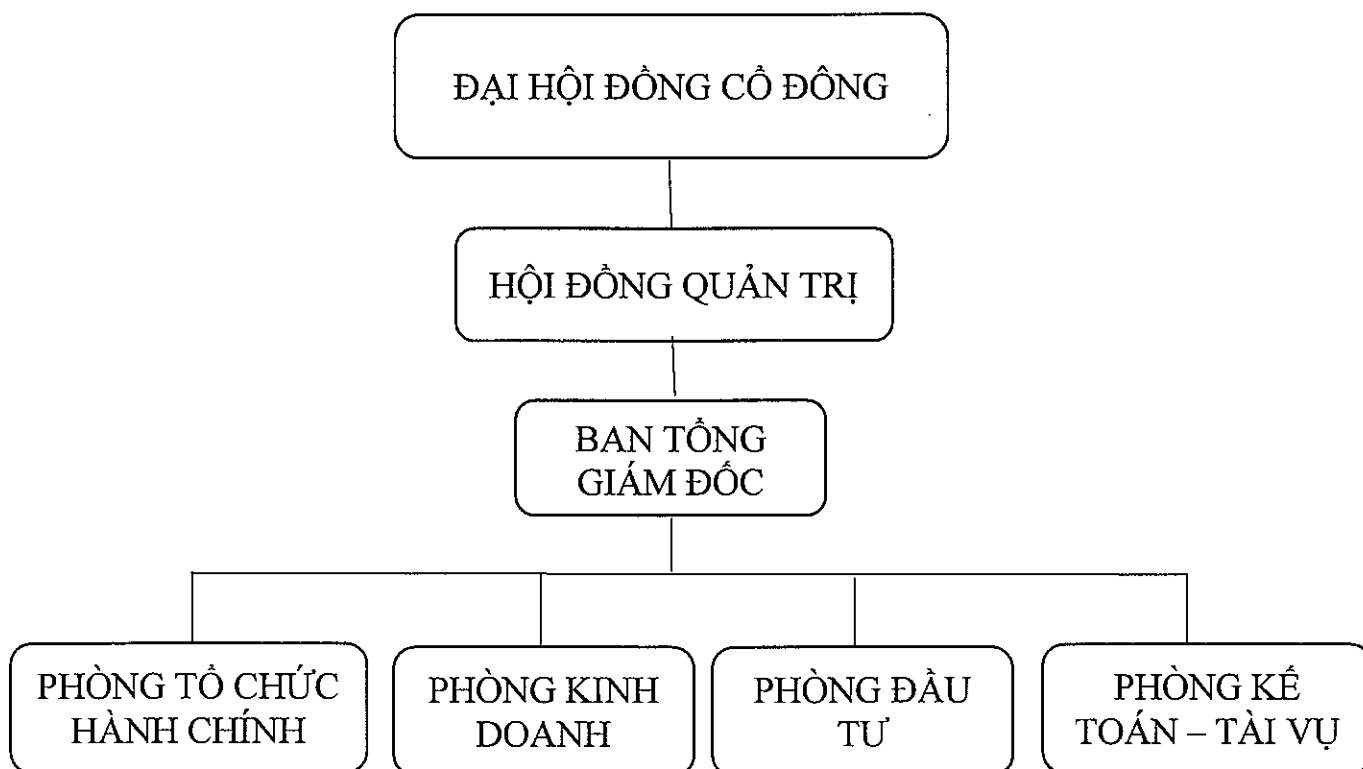 ĐẠI HỘI ĐỒNG CỔ ĐÔNG
HỘI ĐỒNG QUẢN TRỊ
BAN TỔNG
GIÁM ĐỐC
PHÒNG TỔ CHỨC
HÀNH CHÍNH
PHÒNG KINH
DOANH
PHÒNG ĐẦU
TƯ
PHÒNG KẾ
TOÁN – TÀI VỤ